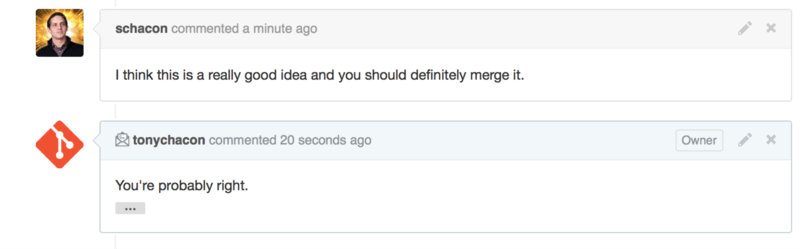 schacon commented a minute ago
I think this is a really good idea and you should definitely merge it.
tonychacon commented 20 seconds ago Owner
You're probably right.
...